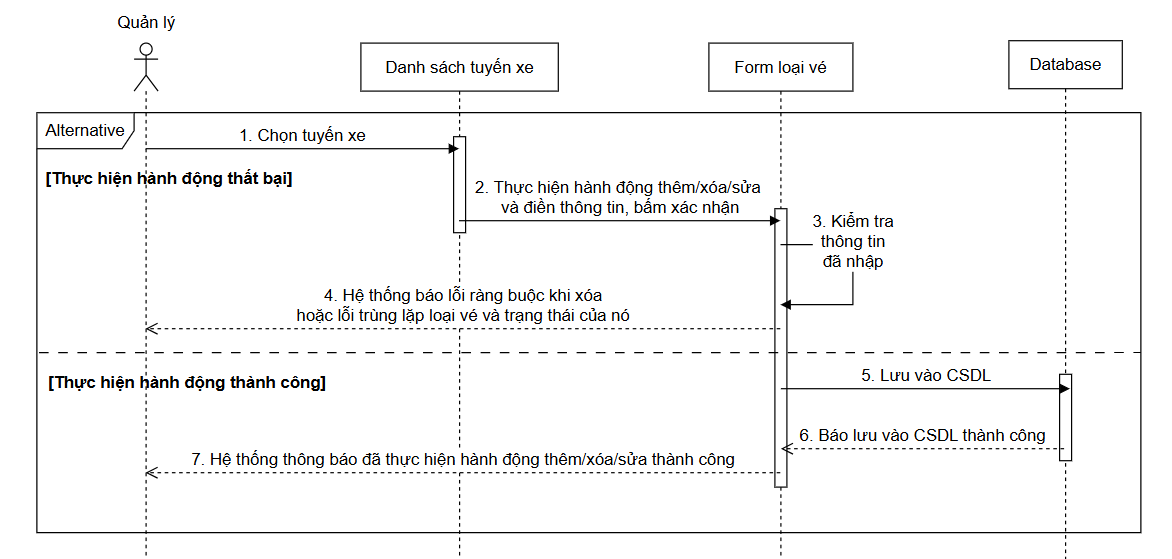 Quản lý
Danh sách tuyến xe
Form loại vé
Database
Alternative
1. Chọn tuyến xe
[Thực hiện hành động thất bại]
2. Thực hiện hành động thêm/xóa/sửa
và điền thông tin, bấm xác nhận
3. Kiểm tra
thông tin
đã nhập
4. Hệ thống báo lỗi ràng buộc khi xóa
hoặc lỗi trùng lặp loại vé và trạng thái của nó
[Thực hiện hành động thành công]
5. Lưu vào CSDL
6. Báo lưu vào CSDL thành công
7. Hệ thống thông báo đã thực hiện hành động thêm/xóa/sửa thành công